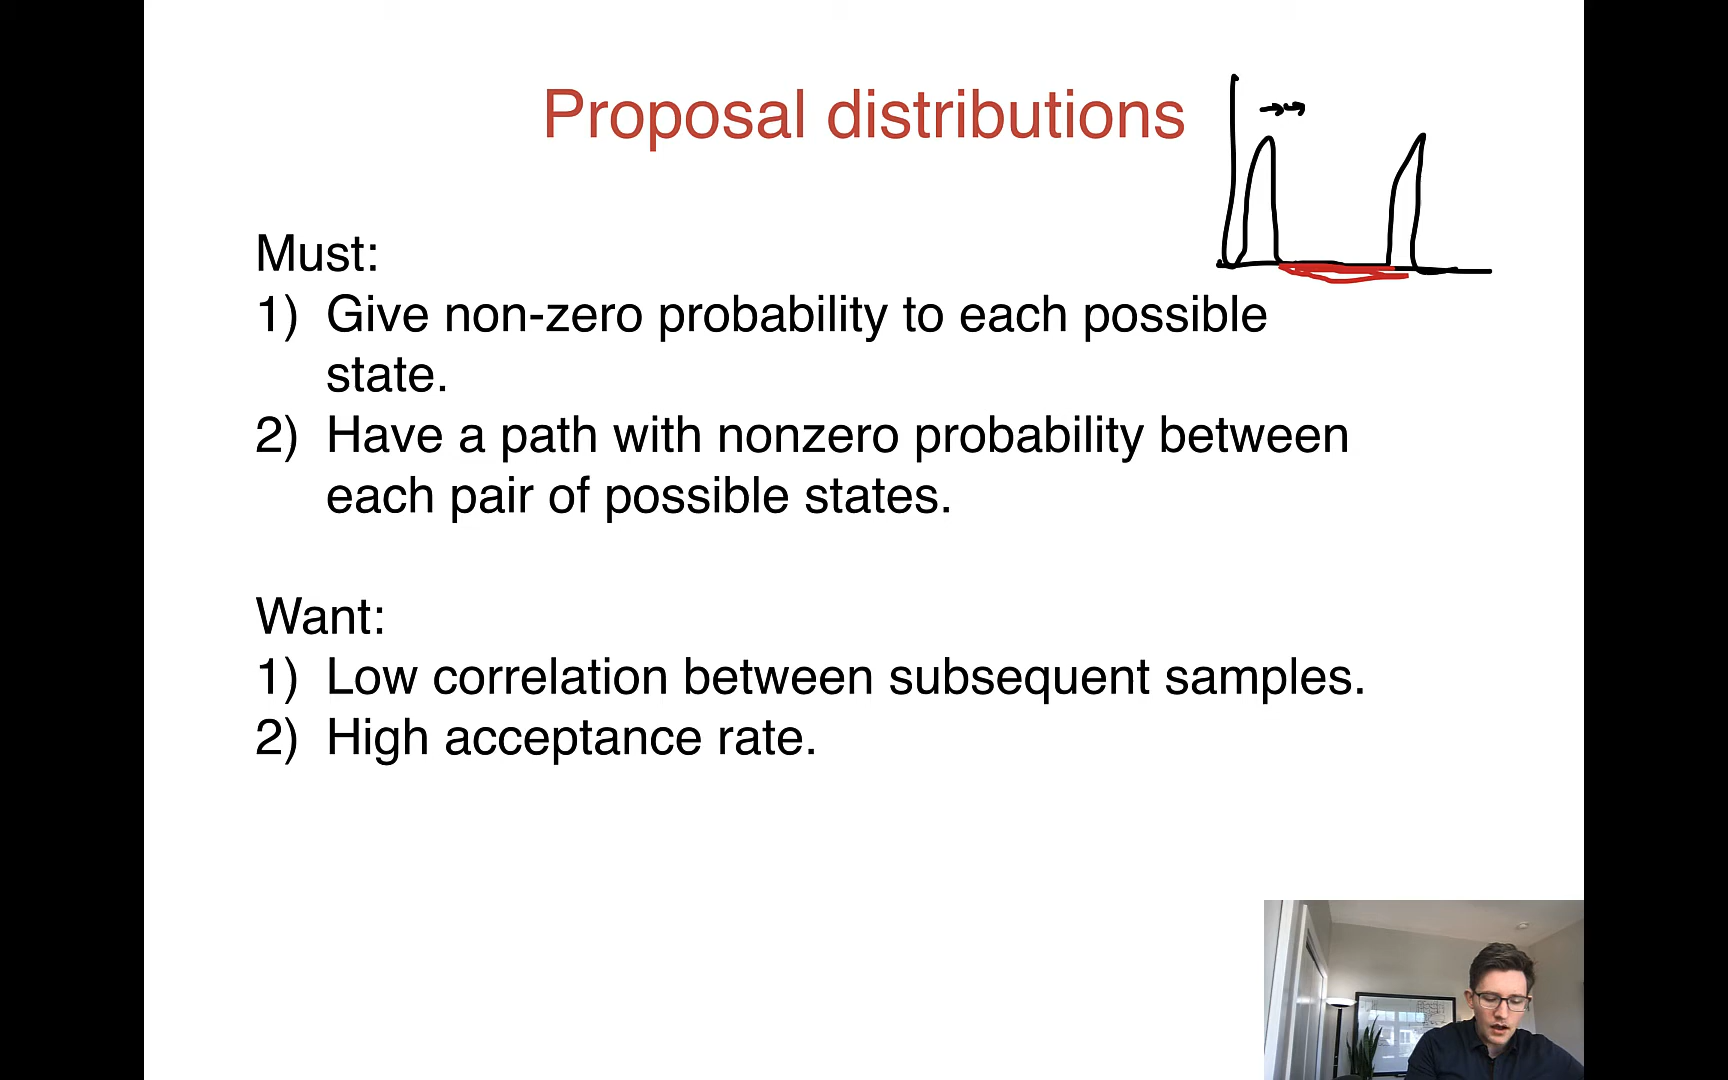 Proposal distributions
Must:
1) Give non-zero probability to each possible
state.
2) Have a path with nonzero probability between
each pair of possible states.
Want:
1) Low correlation between subsequent samples.
2) High acceptance rate.